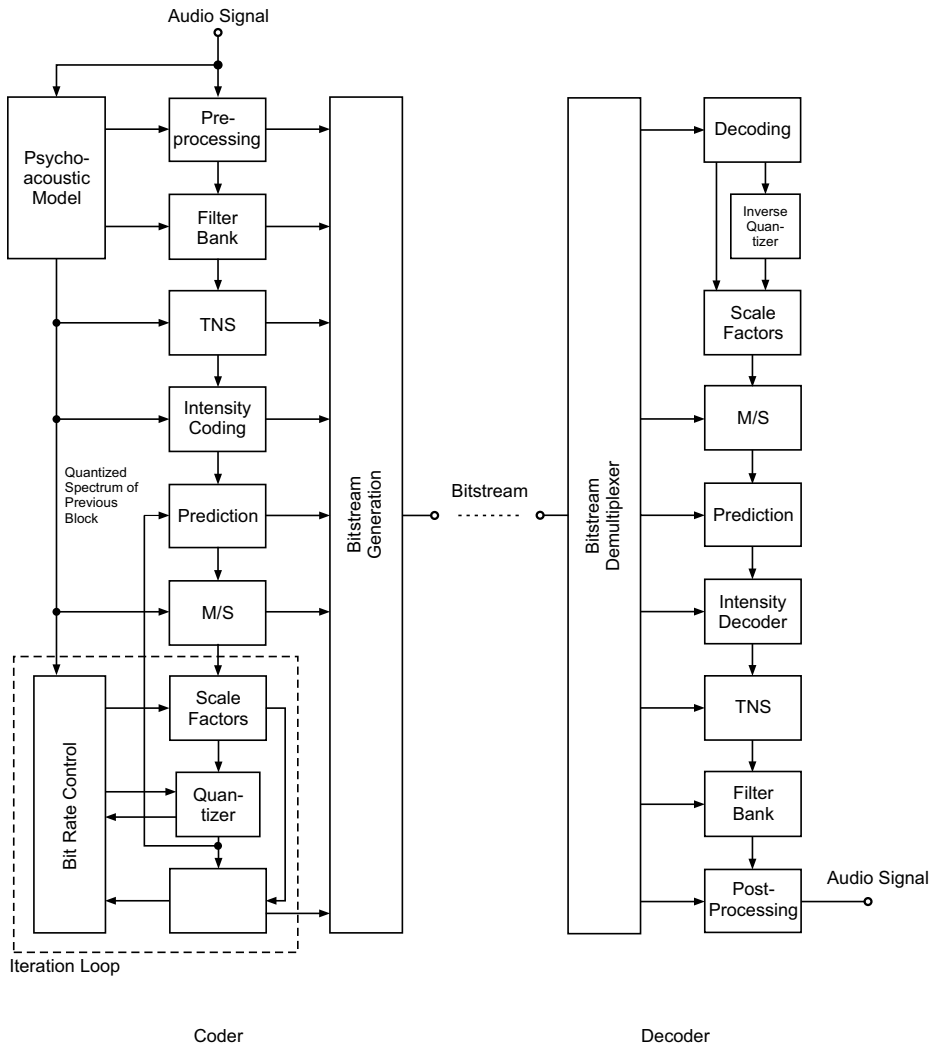 Audio Signal
Psycho-
acoustic
Model
Pre-
processing
Filter
Bank
TNS
Intensity
Coding
Quantized
Spectrum of
Previous
Block
Prediction
M/S
Scale
Factors
Bit Rate Control
Quan-
tizer
Iteration Loop
Bitstream
Generation
Bitstream
Bitstream
Demultiplexer
Decoding
Inverse
Quan-
tizer
Scale
Factors
M/S
Prediction
Intensity
Decoder
TNS
Filter
Bank
Post-
Processing
Audio Signal
Coder
Decoder